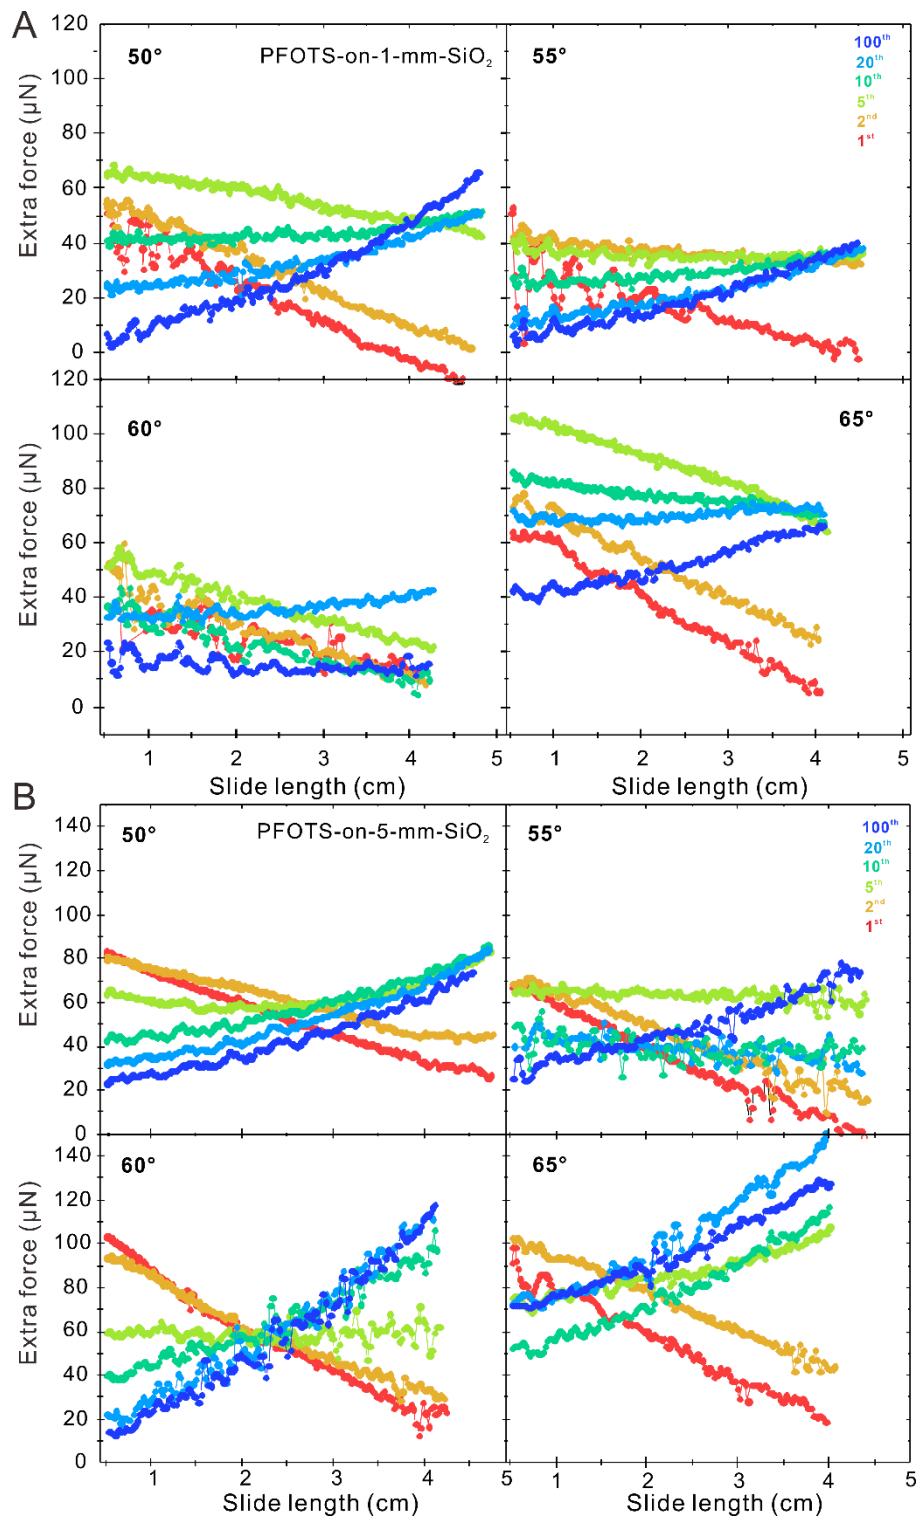 A
50°
PFOTS-on-1-mm-SiO₂
55°
100th
20th
10th
5th
2nd
1st
Extra force (μN)
120
100
80
60
40
20
0
60°
65°
Extra force (μN)
120
100
80
60
40
20
0
1 2 3 4 5
1 2 3 4 5
Slide length (cm)
Slide length (cm)
B
50°
PFOTS-on-5-mm-SiO₂
55°
100th
20th
10th
5th
2nd
1st
Extra force (μN)
140
120
100
80
60
40
20
0
60°
65°
Extra force (μN)
140
120
100
80
60
40
20
0
1 2 3 4 5
1 2 3 4 5
Slide length (cm)
Slide length (cm)